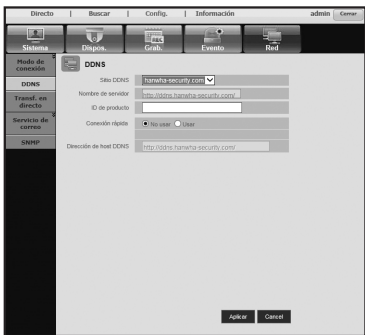 Directo | Buscar | Config. | Información admin Cerrar
Sistema Dispos. Grab. Evento Red
Modo de conexión
DDNS
Transf. en directo
Servicio de correo
SNMP
DDNS
Sitio DDNS hanwha-security.com
Nombre de servidor http://ddns.hanwha-security.com/
ID de producto
Conexión rápida No usar User
Dirección de host DDNS http://ddns.hanwha-security.com/
Aplicar Cancel